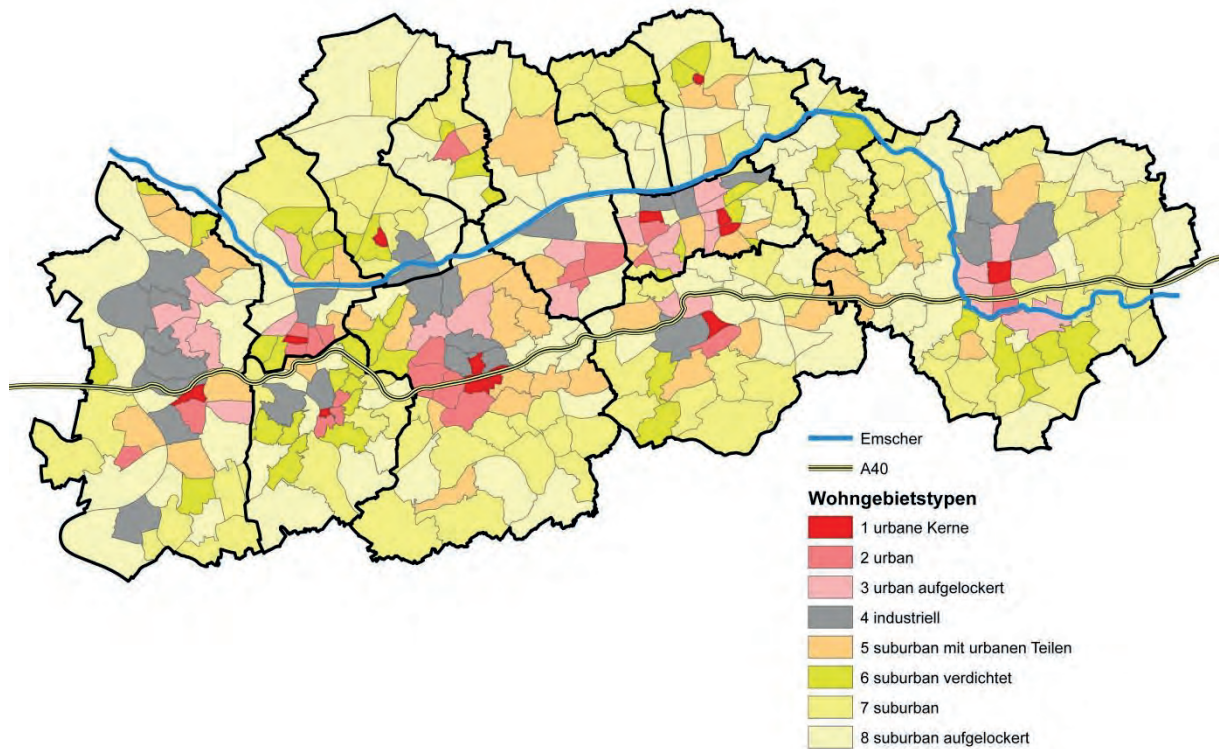 Emscher
A40
Wohngebietstypen
1 urbane Kerne
2 urban
3 urban aufgelockert
4 industriell
5 suburban mit urbanen Teilen
6 suburban verdichtet
7 suburban
8 suburban aufgelockert